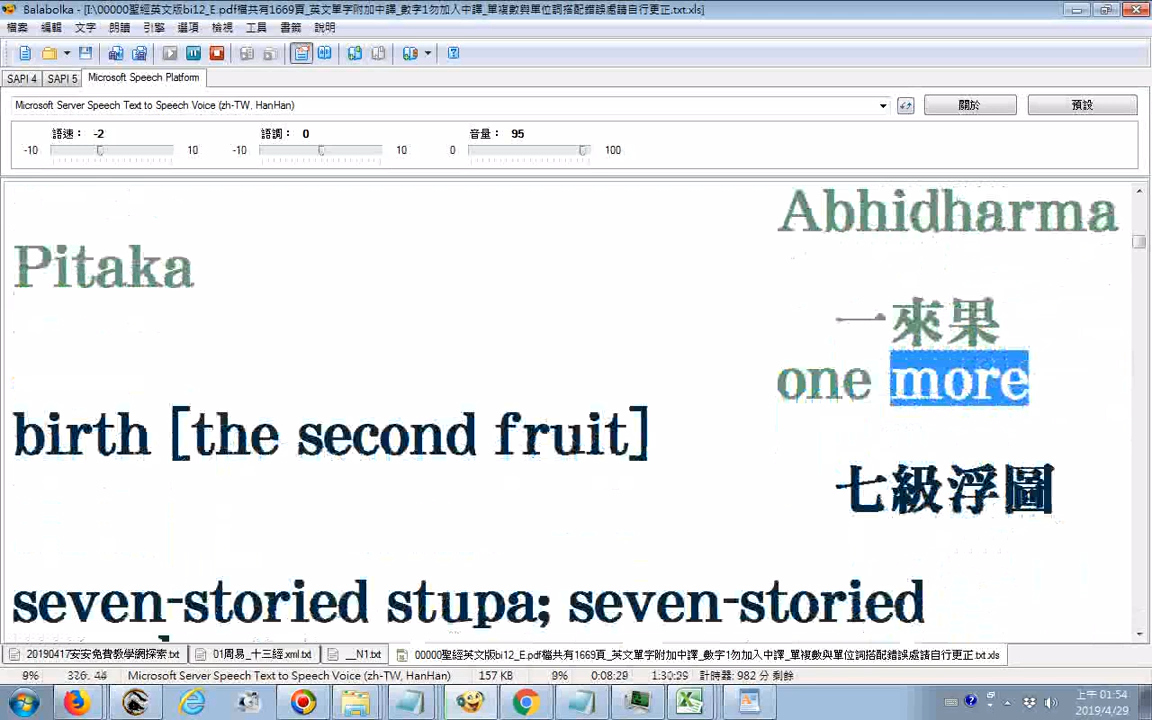 Balabolka - [I:\00000聖經英文版bi12_E.pdf檔共有1669頁_英文單字附加中譯_數字1勿加入中譯_單複數與單位詞搭配錯誤處請自行更正.txt.xls]
檔案 編輯 文字 朗讀 引擎 選項 檢視 工具 書籤 說明
SAPI 4 SAPI 5 Microsoft Speech Platform
Microsoft Server Speech Text to Speech Voice (zh-TW, HanHan) 關於 預設
語速： -2 語調： 0 音量： 95
-10 10 -10 10 0 100
Abhidharma
Pitaka
一來果
one more
birth [the second fruit]
七級浮圖
seven-storied stupa; seven-storied
20190417安安免費教學網探索.txt 01周易_十三經.xml.txt __N1.txt 00000聖經英文版bi12_E.pdf檔共有1669頁_英文單字附加中譯_數字1勿加入中譯_單複數與單位詞搭配錯誤處請自行更正.txt.xls
9% 336: 44 Microsoft Server Speech Text to Speech Voice (zh-TW, HanHan) 157 KB 9% 0:08:29 1:30:29 計時器: 982 分 剩餘
上午 01:54
2019/4/29